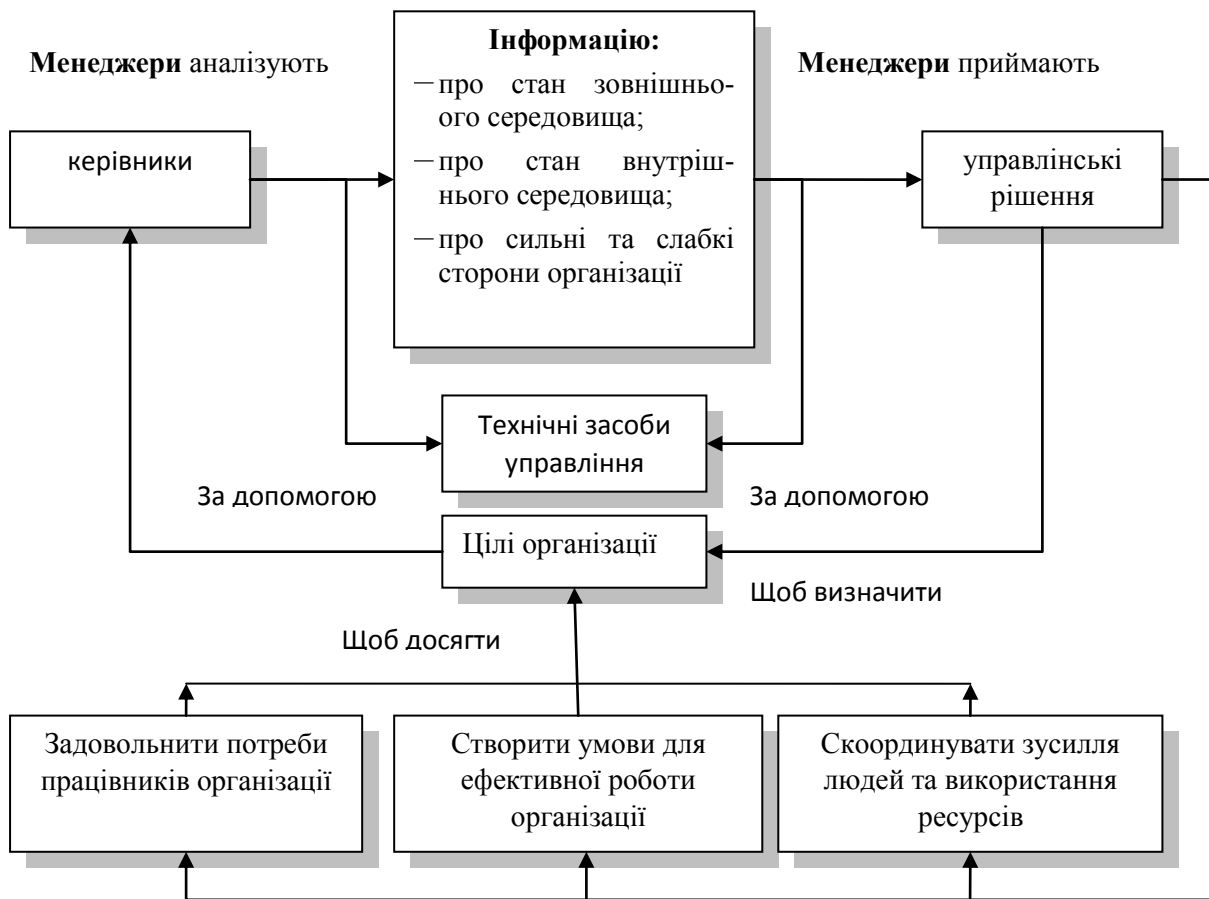 Менеджери аналізують
Інформацію:
—про стан зовнішньо-
ого середовища;
—про стан внутріш-
нього середовища;
—про сильні та слабкі
сторони організації
Менеджери приймають
керівники
управлінські
рішення
Технічні засоби
управління
За допомогою
За допомогою
Цілі організації
Щоб визначити
Щоб досягти
Задовольнити потреби
працівників організації
Створити умови для
ефективної роботи
організації
Скоординувати зусилля
людей та використання
ресурсів